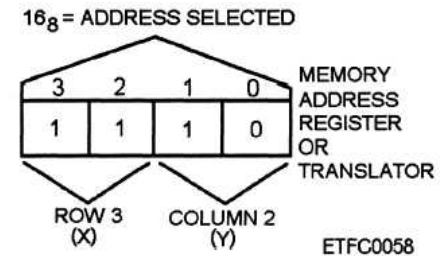 16₈ = ADDRESS SELECTED
3 2 1 0
1 1 1 0
MEMORY
ADDRESS
REGISTER
OR
TRANSLATOR
ROW 3
(X)
COLUMN 2
(Y)
ETFC0058